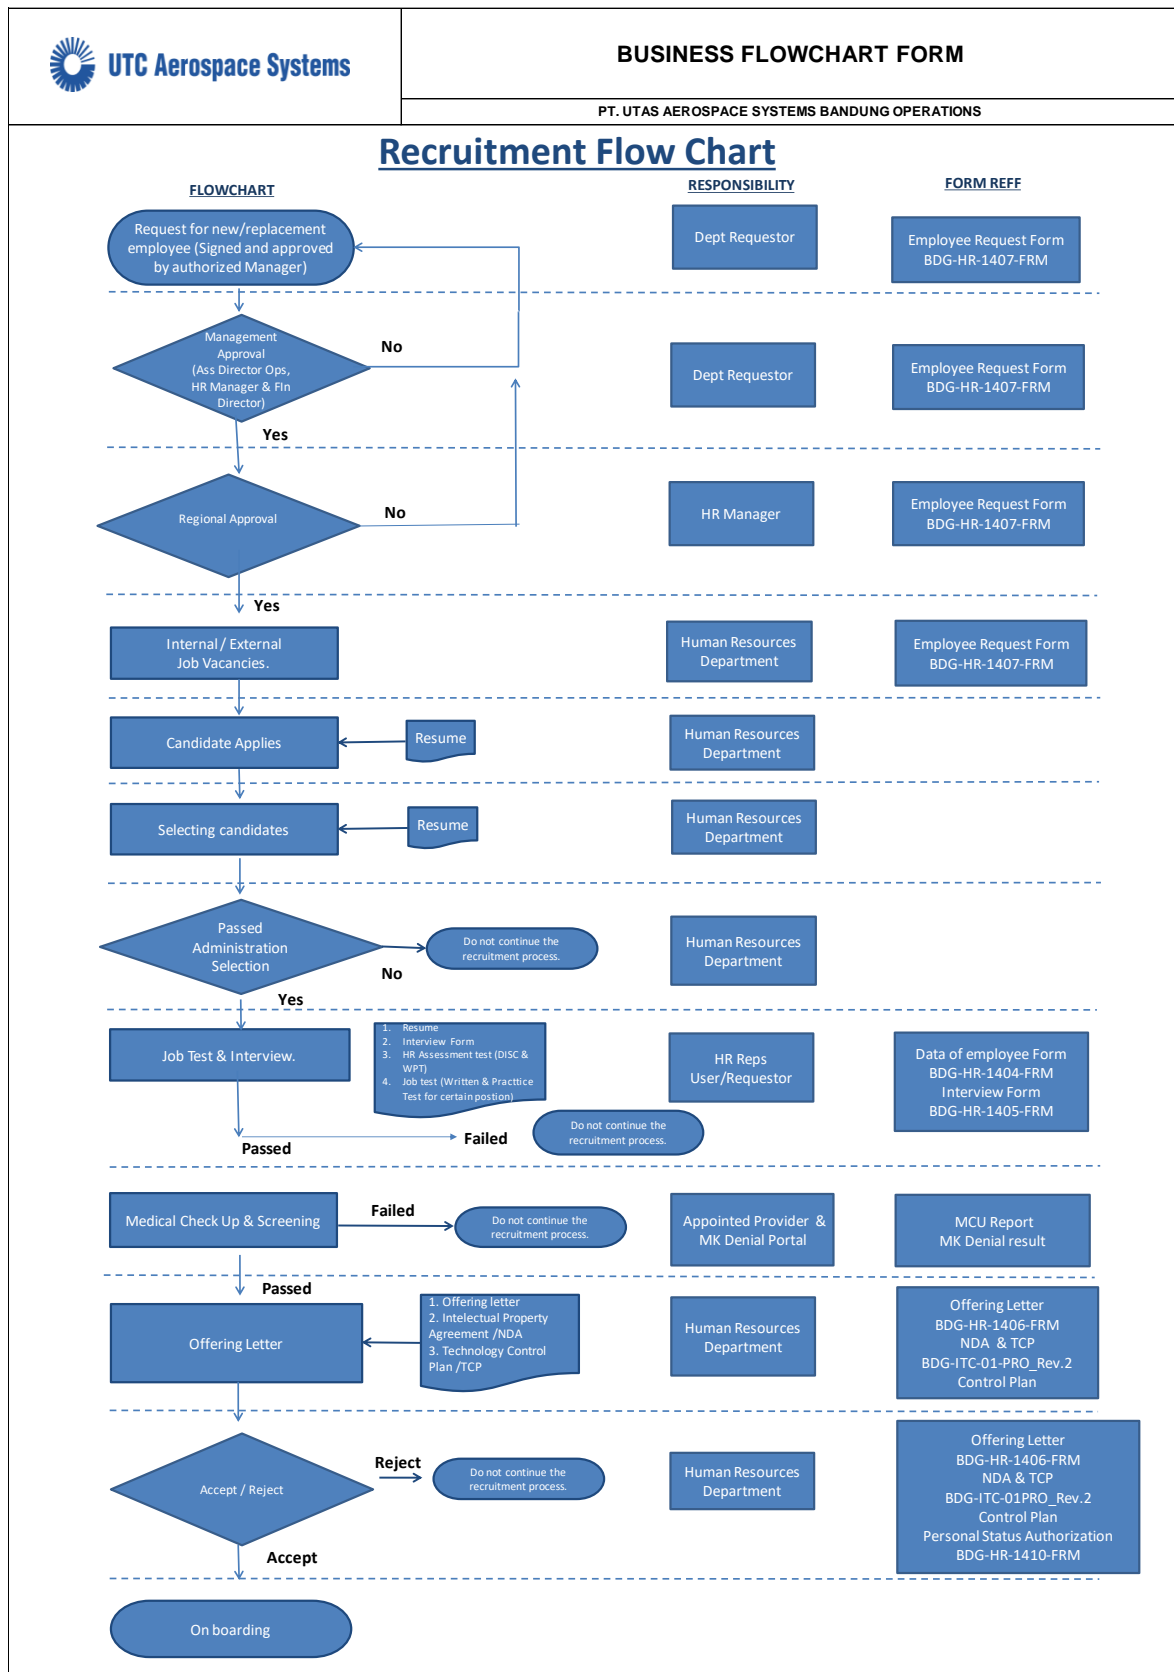 UTC Aerospace Systems
BUSINESS FLOWCHART FORM
PT. UTAS AEROSPACE SYSTEMS BANDUNG OPERATIONS
Recruitment Flow Chart
FLOWCHART
RESPONSIBILITY
FORM REFF
Request for new/replacement
employee (Signed and approved
by authorized Manager)
Dept Requestor
Employee Request Form
BDG-HR-1407-FRM
Management
Approval
(Ass Director Ops,
HR Manager & FIn
Director)
No
Yes
Dept Requestor
Employee Request Form
BDG-HR-1407-FRM
Regional Approval
No
Yes
HR Manager
Employee Request Form
BDG-HR-1407-FRM
Internal / External
Job Vacancies.
Human Resources
Department
Employee Request Form
BDG-HR-1407-FRM
Candidate Applies
Resume
Human Resources
Department
Selecting candidates
Resume
Human Resources
Department
Passed
Administration
Selection
No
Yes
Do not continue the
recruitment process.
Human Resources
Department
Job Test & Interview.
1. Resume
2. Interview Form
3. HR Assessment test (DISC &
WPT)
4. Job test (Written & Practtice
Test for certain postion)
Passed
Failed
Do not continue the
recruitment process.
HR Reps
User/Requestor
Data of employee Form
BDG-HR-1404-FRM
Interview Form
BDG-HR-1405-FRM
Medical Check Up & Screening
Failed
Passed
Do not continue the
recruitment process.
Appointed Provider &
MK Denial Portal
MCU Report
MK Denial result
Offering Letter
1. Offering letter
2. Intelectual Property
Agreement /NDA
3. Technology Control
Plan /TCP
Human Resources
Department
Offering Letter
BDG-HR-1406-FRM
NDA & TCP
BDG-ITC-01-PRO_Rev.2
Control Plan
Accept / Reject
Reject
Accept
Do not continue the
recruitment process.
Human Resources
Department
Offering Letter
BDG-HR-1406-FRM
NDA & TCP
BDG-ITC-01PRO_Rev.2
Control Plan
Personal Status Authorization
BDG-HR-1410-FRM
On boarding